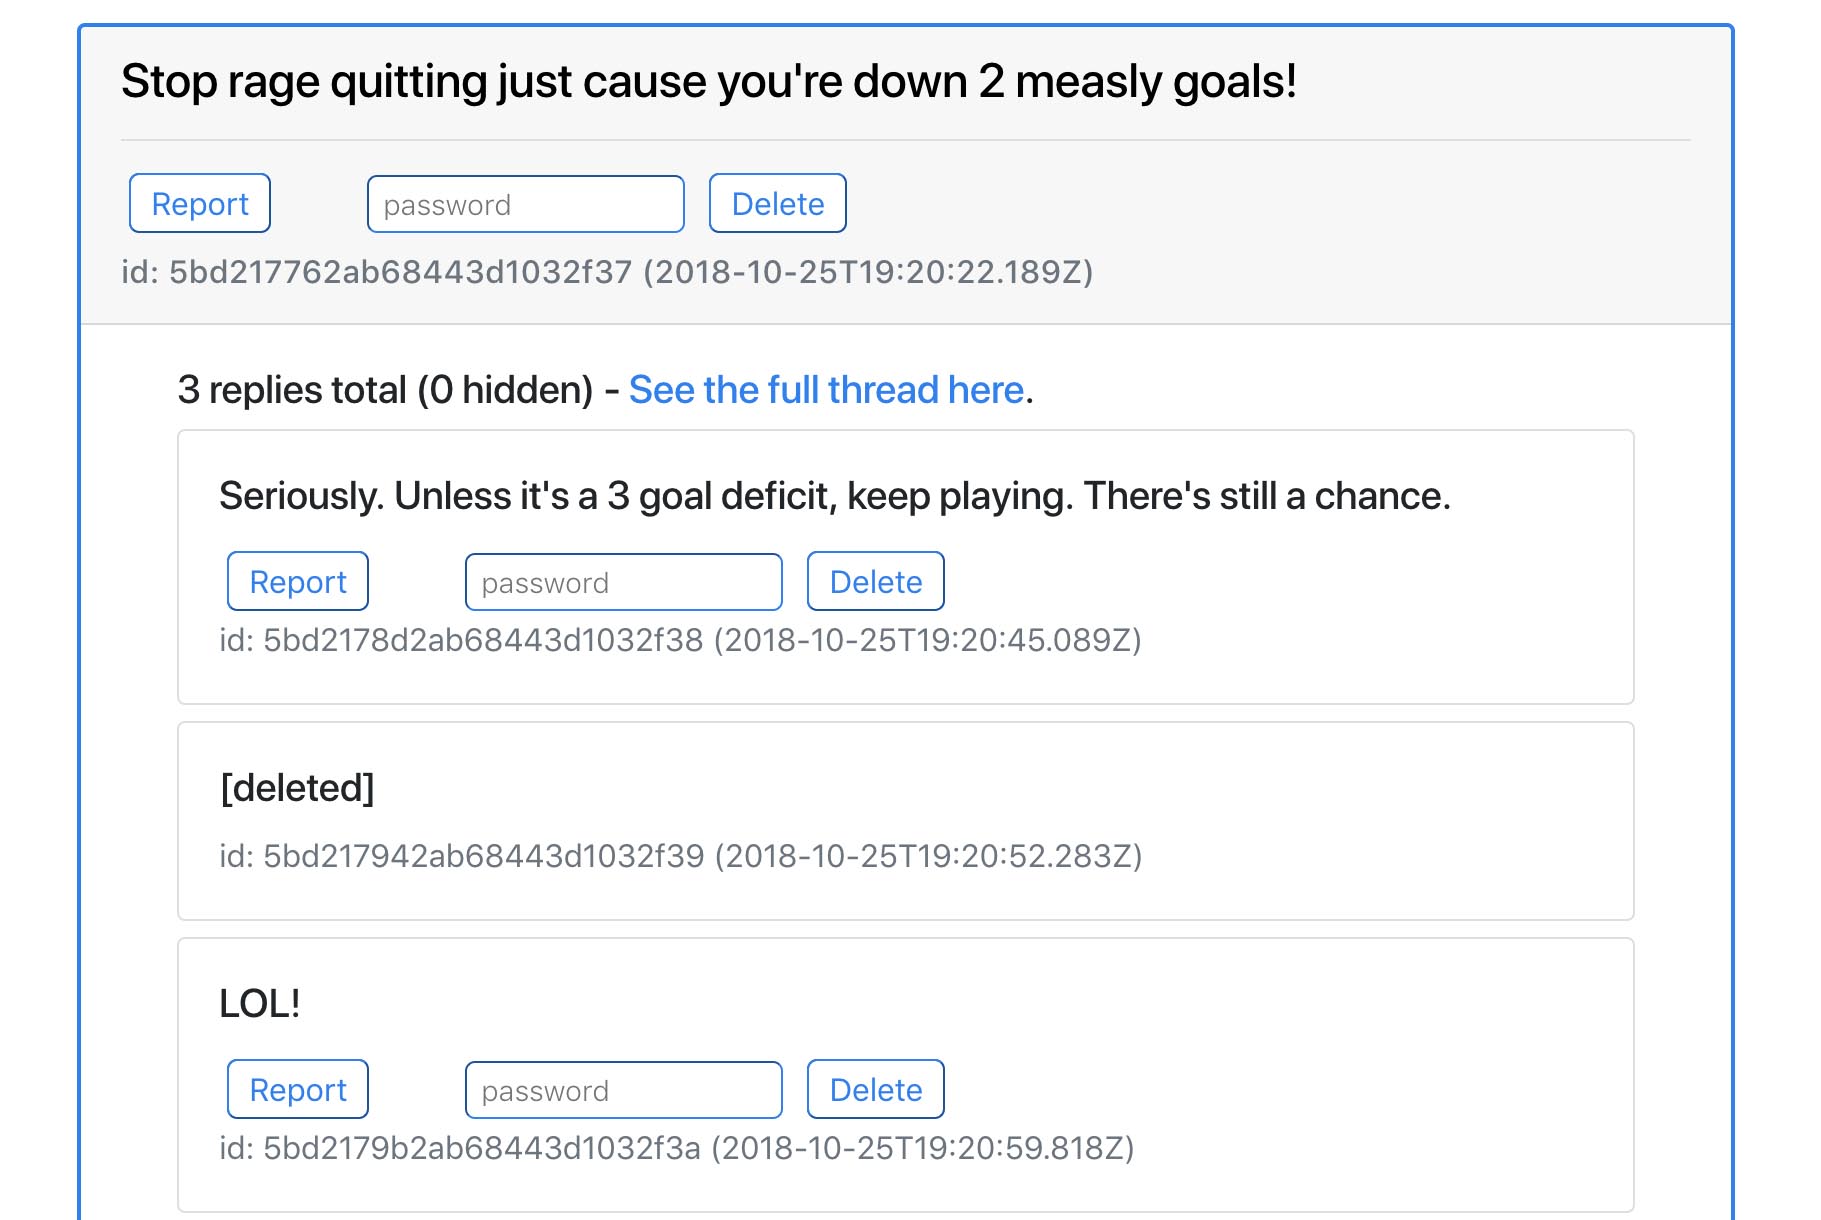 Stop rage quitting just cause you're down 2 measly goals!
Report password Delete
id: 5bd217762ab68443d1032f37 (2018-10-25T19:20:22.189Z)
3 replies total (0 hidden) - See the full thread here.
Seriously. Unless it's a 3 goal deficit, keep playing. There's still a chance.
Report password Delete
id: 5bd2178d2ab68443d1032f38 (2018-10-25T19:20:45.089Z)
[deleted]
id: 5bd217942ab68443d1032f39 (2018-10-25T19:20:52.283Z)
LOL!
Report password Delete
id: 5bd2179b2ab68443d1032f3a (2018-10-25T19:20:59.818Z)